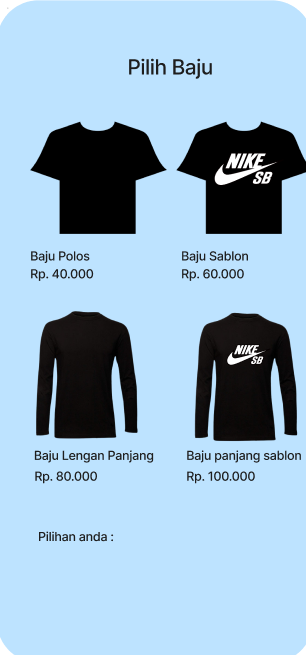 Pilih Baju
NIKE
SB
Baju Polos
Rp. 40.000
Baju Sablon
Rp. 60.000
NIKE
SB
Baju Lengan Panjang
Rp. 80.000
Baju panjang sablon
Rp. 100.000
Pilihan anda :